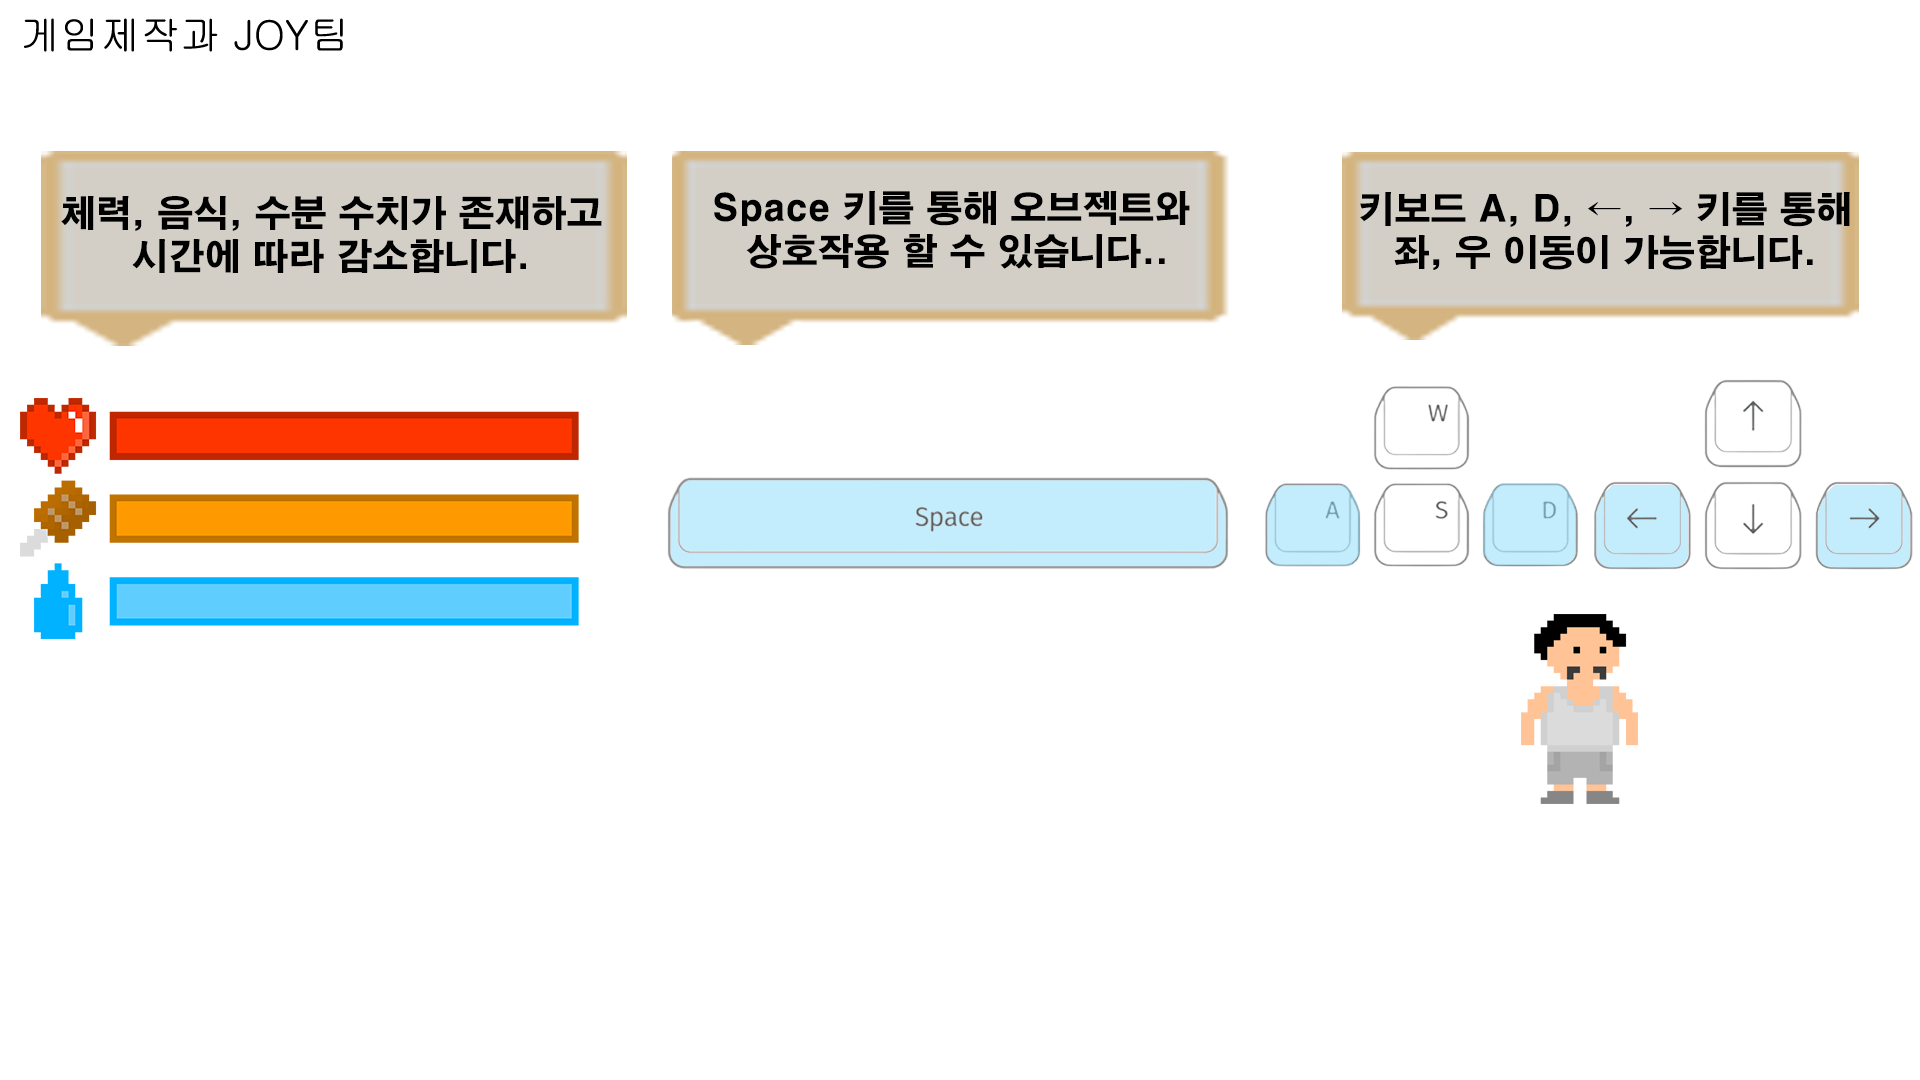 게임제작과 JOY팀
체력, 음식, 수분 수치가 존재하고
시간에 따라 감소합니다.
Space 키를 통해 오브젝트와
상호작용 할 수 있습니다..
키보드 A, D, ←, → 키를 통해
좌, 우 이동이 가능합니다.
W
↑
Space
A
S
D
←
↓
→